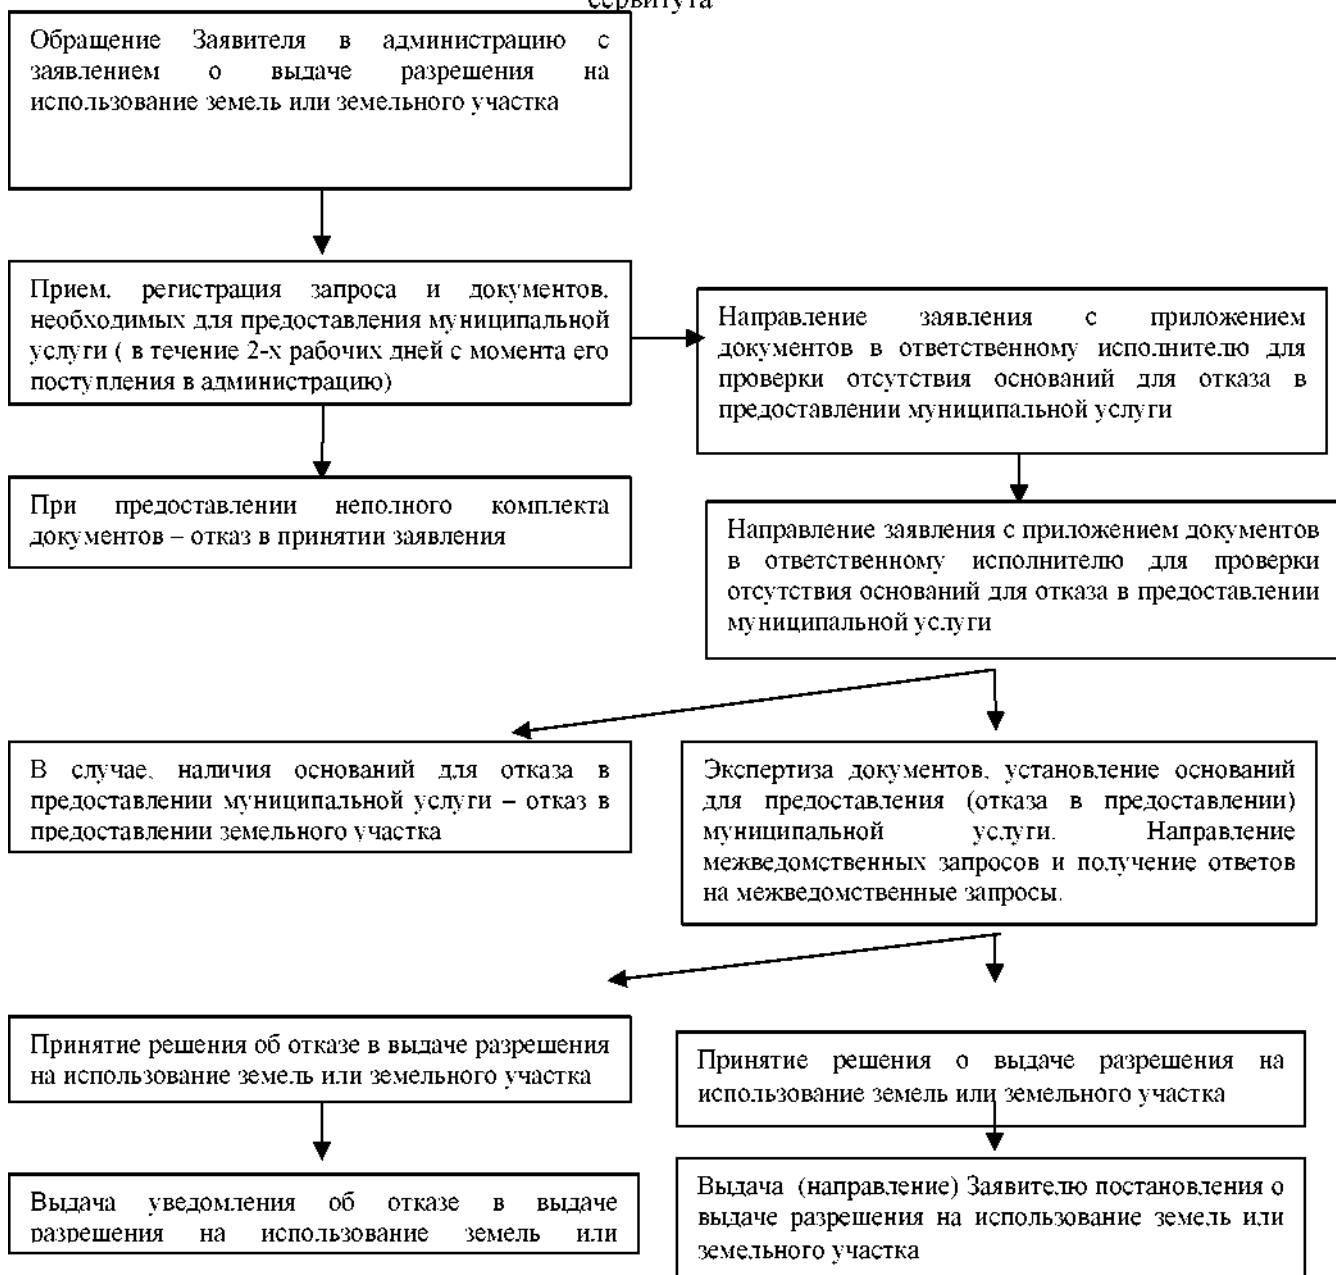 сервитута
Обращение Заявителя в администрацию с
заявлением о выдаче разрешения на
использование земель или земельного участка
Прием, регистрация запроса и документов,
необходимых для предоставления муниципальной
услуги ( в течение 2-х рабочих дней с момента его
поступления в администрацию)
Направление заявления с приложением
документов в ответственному исполнителю для
проверки отсутствия оснований для отказа в
предоставлении муниципальной услуги
При предоставлении неполного комплекта
документов – отказ в принятии заявления
Направление заявления с приложением документов
в ответственному исполнителю для проверки
отсутствия оснований для отказа в предоставлении
муниципальной услуги
В случае, наличия оснований для отказа в
предоставлении муниципальной услуги – отказ в
предоставлении земельного участка
Экспертиза документов, установление оснований
для предоставления (отказа в предоставлении)
муниципальной услуги. Направление
межведомственных запросов и получение ответов
на межведомственные запросы.
Принятие решения об отказе в выдаче разрешения
на использование земель или земельного участка
Принятие решения о выдаче разрешения на
использование земель или земельного участка
Выдача уведомления об отказе в выдаче
разрешения на использование земель или
Выдача (направление) Заявителю постановления о
выдаче разрешения на использование земель или
земельного участка